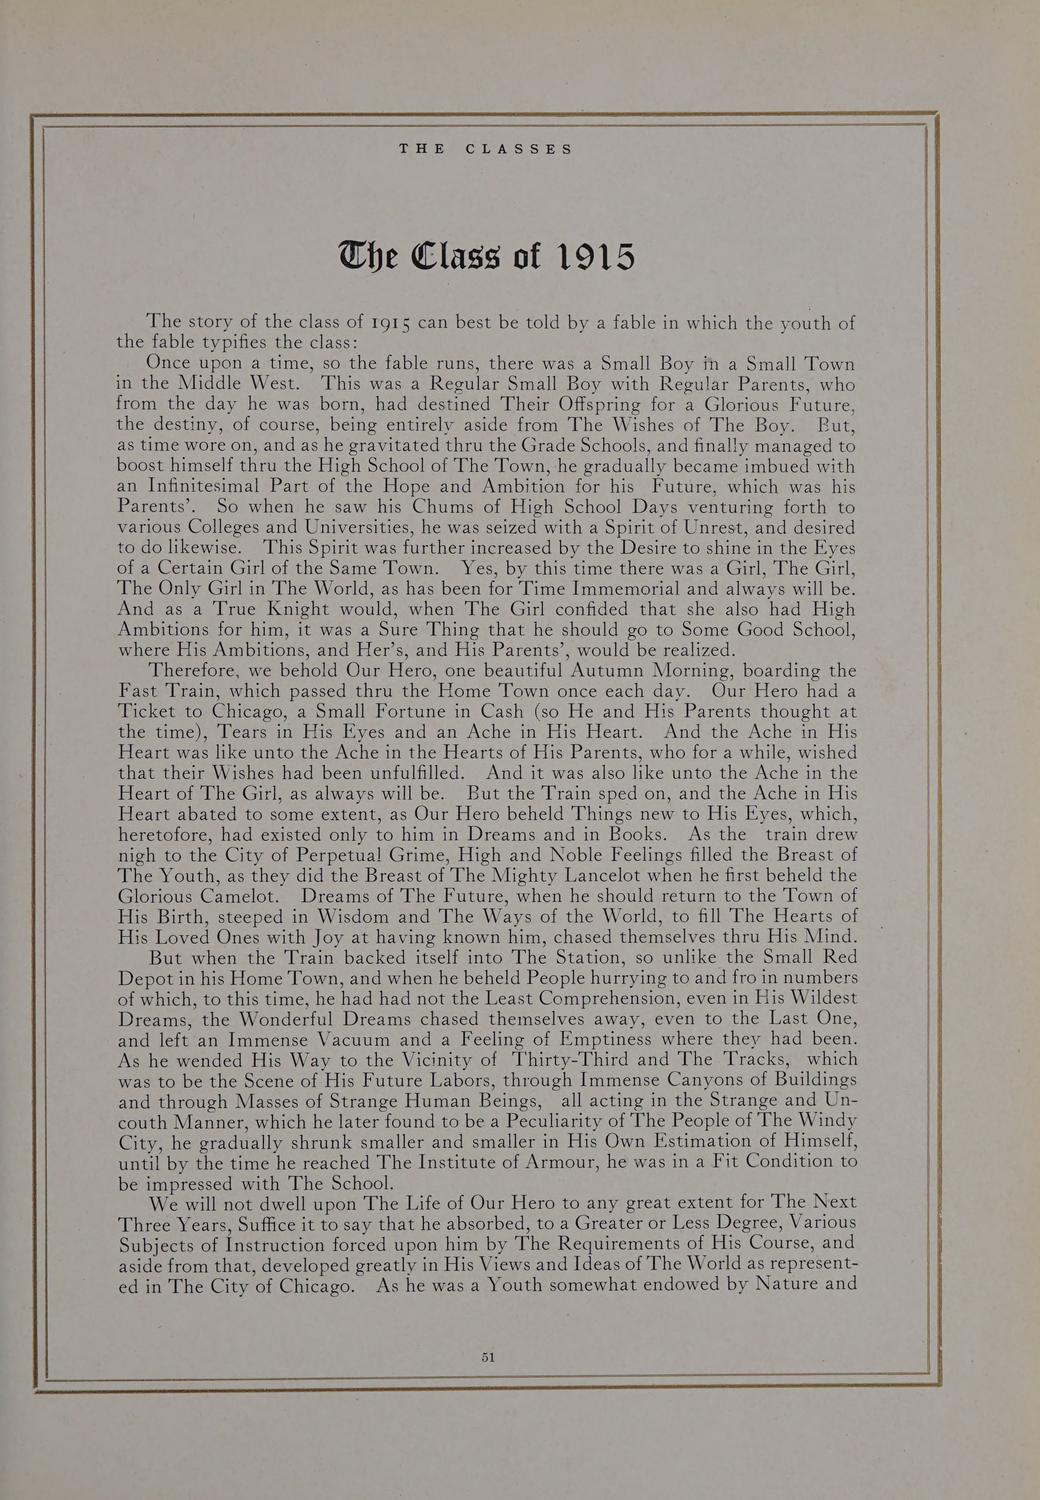 THE CLASSES
The Class of 1915
The story of the class of 1915 can best be told by a fable in which the youth of
the fable typifies the class:
Once upon a time, so the fable runs, there was a Small Boy in a Small Town
in the Middle West. This was a Regular Small Boy with Regular Parents, who
from the day he was born, had destined Their Offspring for a Glorious Future,
the destiny, of course, being entirely aside from The Wishes of The Boy. But,
as time wore on, and as he gravitated thru the Grade Schools, and finally managed to
boost himself thru the High School of The Town, he gradually became imbued with
an Infinitesimal Part of the Hope and Ambition for his Future, which was his
Parents'. So when he saw his Chums of High School Days venturing forth to
various Colleges and Universities, he was seized with a Spirit of Unrest, and desired
to do likewise. This Spirit was further increased by the Desire to shine in the Eyes
of a Certain Girl of the Same Town. Yes, by this time there was a Girl, The Girl,
The Only Girl in The World, as has been for Time Immemorial and always will be.
And as a True Knight would, when The Girl confided that she also had High
Ambitions for him, it was a Sure Thing that he should go to Some Good School,
where His Ambitions, and Her's, and His Parents', would be realized.
Therefore, we behold Our Hero, one beautiful Autumn Morning, boarding the
Fast Train, which passed thru the Home Town once each day. Our Hero had a
Ticket to Chicago, a Small Fortune in Cash (so He and His Parents thought at
the time), Tears in His Eyes and an Ache in His Heart. And the Ache in His
Heart was like unto the Ache in the Hearts of His Parents, who for a while, wished
that their Wishes had been unfulfilled. And it was also like unto the Ache in the
Heart of The Girl, as always will be. But the Train sped on, and the Ache in His
Heart abated to some extent, as Our Hero beheld Things new to His Eyes, which,
heretofore, had existed only to him in Dreams and in Books. As the train drew
nigh to the City of Perpetual Grime, High and Noble Feelings filled the Breast of
The Youth, as they did the Breast of The Mighty Lancelot when he first beheld the
Glorious Camelot. Dreams of The Future, when he should return to the Town of
His Birth, steeped in Wisdom and The Ways of the World, to fill The Hearts of
His Loved Ones with Joy at having known him, chased themselves thru His Mind.
But when the Train backed itself into The Station, so unlike the Small Red
Depot in his Home Town, and when he beheld People hurrying to and fro in numbers
of which, to this time, he had had not the Least Comprehension, even in His Wildest
Dreams, the Wonderful Dreams chased themselves away, even to the Last One,
and left an Immense Vacuum and a Feeling of Emptiness where they had been.
As he wended His Way to the Vicinity of Thirty-Third and The Tracks, which
was to be the Scene of His Future Labors, through Immense Canyons of Buildings
and through Masses of Strange Human Beings, all acting in the Strange and Un-
couth Manner, which he later found to be a Peculiarity of The People of The Windy
City, he gradually shrunk smaller and smaller in His Own Estimation of Himself,
until by the time he reached The Institute of Armour, he was in a Fit Condition to
be impressed with The School.
We will not dwell upon The Life of Our Hero to any great extent for The Next
Three Years, Suffice it to say that he absorbed, to a Greater or Less Degree, Various
Subjects of Instruction forced upon him by The Requirements of His Course, and
aside from that, developed greatly in His Views and Ideas of The World as represent-
ed in The City of Chicago. As he was a Youth somewhat endowed by Nature and
51